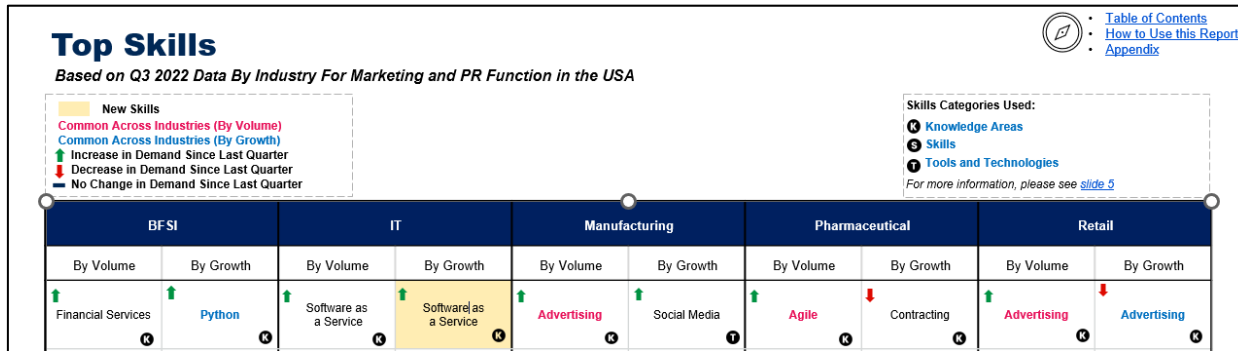 Top Skills
Based on Q3 2022 Data By Industry For Marketing and PR Function in the USA
• Table of Contents
• How to Use this Report
• Appendix
New Skills
Common Across Industries (By Volume)
Common Across Industries (By Growth)
Increase in Demand Since Last Quarter
Decrease in Demand Since Last Quarter
No Change in Demand Since Last Quarter
Skills Categories Used:
K Knowledge Areas
S Skills
T Tools and Technologies
For more information, please see slide 5
BFSI IT Manufacturing Pharmaceutical Retail
By Volume By Growth By Volume By Growth By Volume By Growth By Volume By Growth By Volume By Growth
Financial Services Python Software as Software as Advertising Social Media Agile Contracting Advertising Advertising
a Service a Service
K K K K K T K K K K